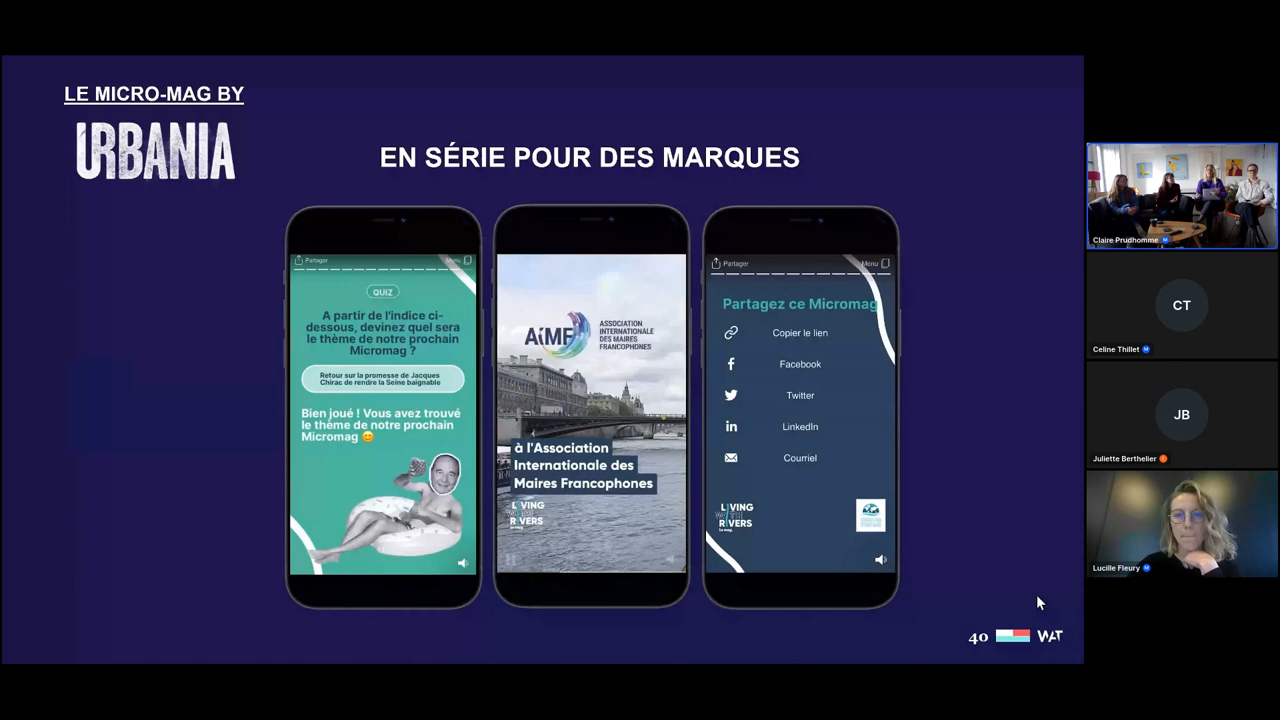 LE MICRO-MAG BY
URBANIA
EN SÉRIE POUR DES MARQUES
Partager
Menu
QUIZ
A partir de l'indice ci-
dessous, devinez quel sera
le thème de notre prochain
Micromag ?
Retour sur la promesse de Jacques
Chirac de rendre la Seine baignable
Bien joué ! Vous avez trouvé
le thème de notre prochain
Micromag 😊
AIMF
ASSOCIATION
INTERNATIONALE
DES MAIRES
FRANCOPHONES
à l'Association
Internationale des
Maires Francophones
LIVING
WITH
RIVERS
Partager
Menu
Partagez ce Micromag
Copier le lien
Facebook
Twitter
LinkedIn
Courriel
LIVING
WITH
RIVERS
Le mag.
40
WAT
Claire Prudhomme
CT
Celine Thillet
JB
Juliette Berthelier
Lucille Fleury